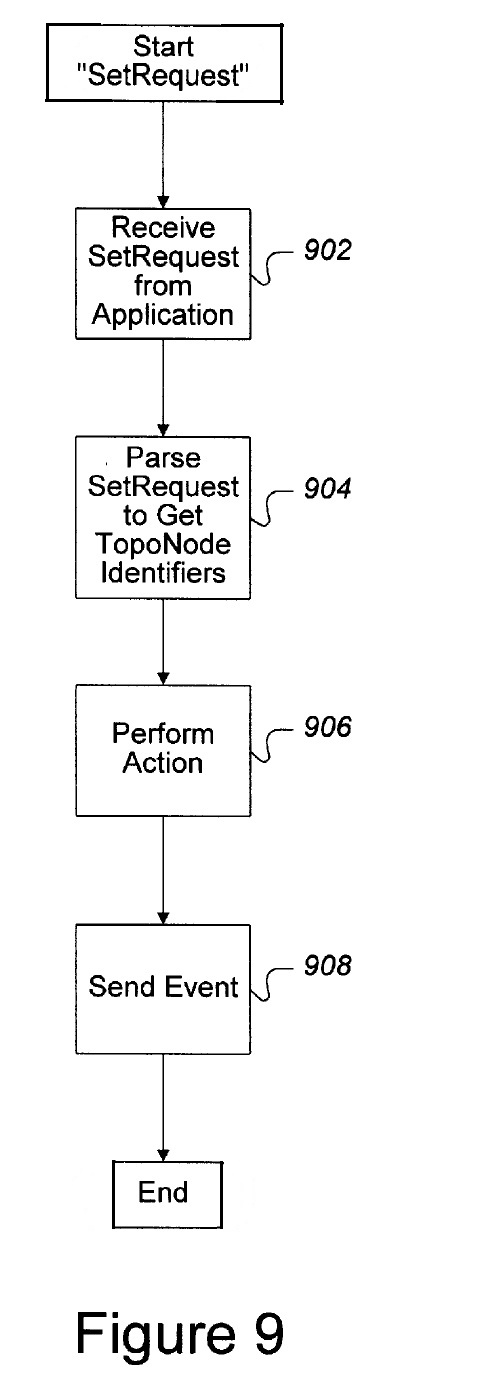 Start
"SetRequest"
Receive
SetRequest
from
Application
902
Parse
SetRequest
to Get
TopoNode
Identifiers
904
Perform
Action
906
Send Event
908
End
Figure 9